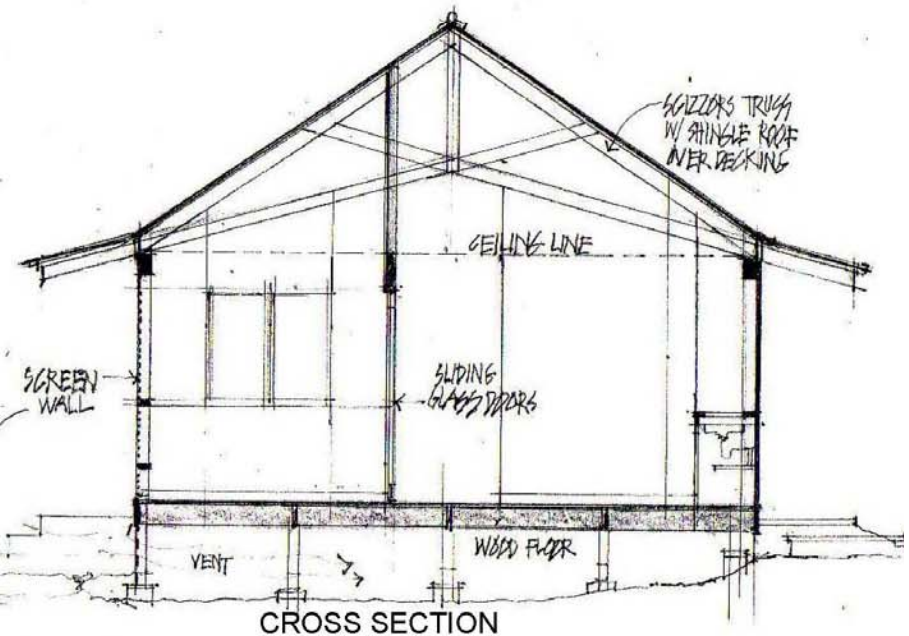 SCIZZORS TRUSS
W/ SHINGLE ROOF
OVER DECKING
CEILING LINE
SCREEN
WALL
SLIDING
GLASS DOORS
VENT
WOOD FLOOR
CROSS SECTION